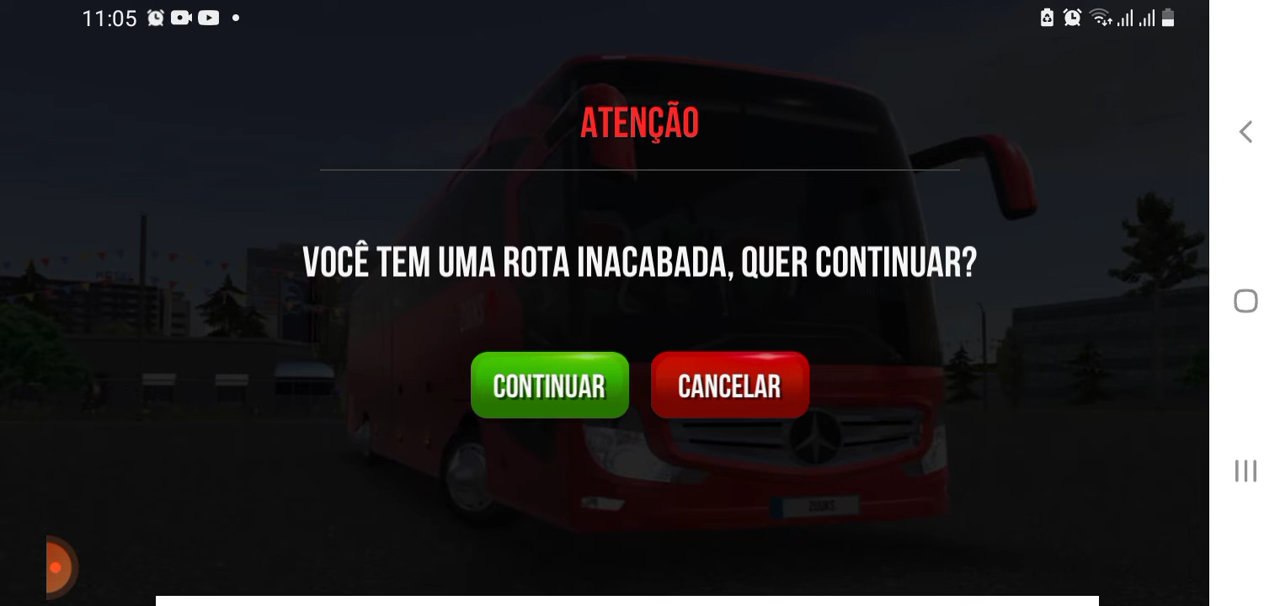 11:05
ATENÇÃO
VOCÊ TEM UMA ROTA INACABADA, QUER CONTINUAR?
CONTINUAR
CANCELAR